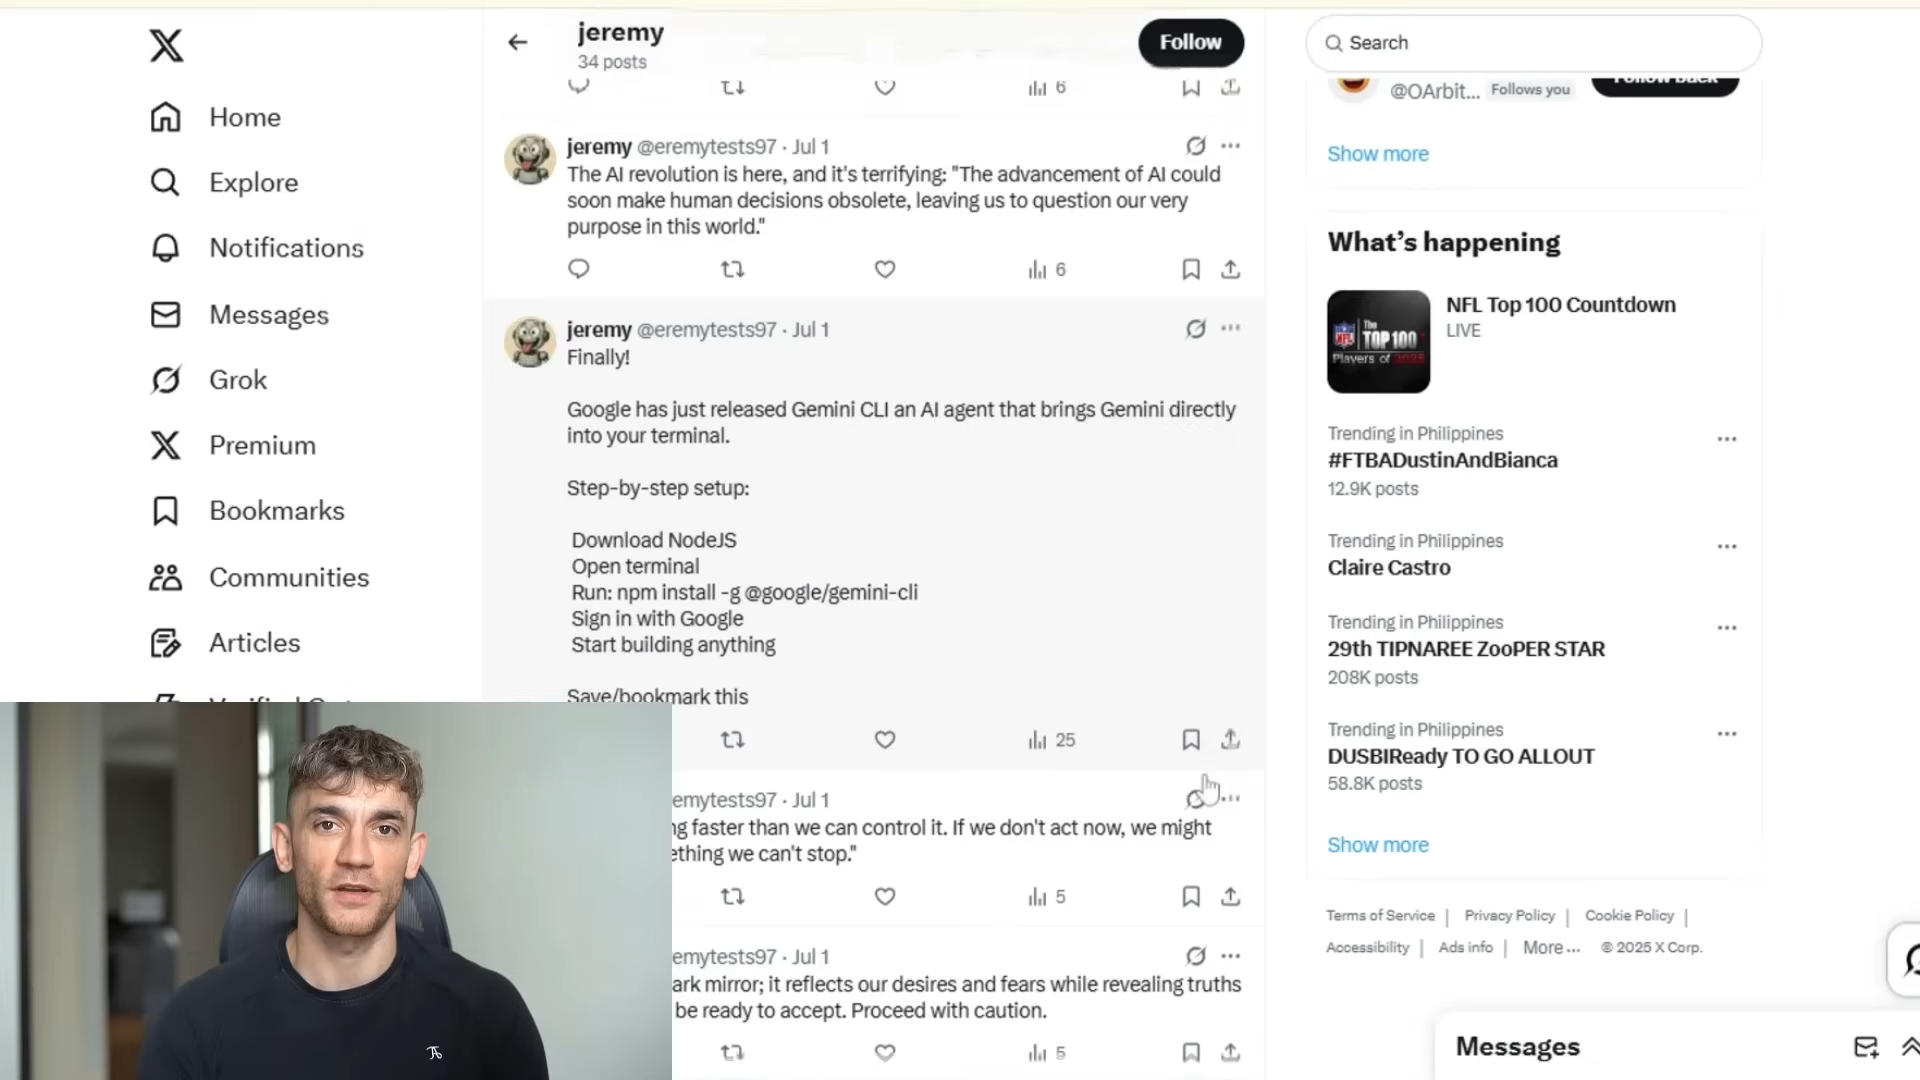 jeremy
34 posts
Follow
Search
6
@OArbit... Follows you
Show more
Home
Explore
Notifications
Messages
Grok
Premium
Bookmarks
Communities
Articles
jeremy @eremytests97 · Jul 1
The AI revolution is here, and it's terrifying: "The advancement of AI could
soon make human decisions obsolete, leaving us to question our very
purpose in this world."
6
jeremy @eremytests97 · Jul 1
Finally!
Google has just released Gemini CLI an AI agent that brings Gemini directly
into your terminal.
Step-by-step setup:
Download NodeJS
Open terminal
Run: npm install -g @google/gemini-cli
Sign in with Google
Start building anything
Save/bookmark this
25
emytests97 · Jul 1
ng faster than we can control it. If we don't act now, we might
ething we can't stop."
5
emytests97 · Jul 1
ark mirror; it reflects our desires and fears while revealing truths
be ready to accept. Proceed with caution.
5
What's happening
The TOP 100
Players of 2025
NFL Top 100 Countdown
LIVE
Trending in Philippines
#FTBADustinAndBianca
12.9K posts
Trending in Philippines
Claire Castro
Trending in Philippines
29th TIPNAREE ZooPER STAR
208K posts
Trending in Philippines
DUSBIReady TO GO ALLOUT
58.8K posts
Show more
Terms of Service | Privacy Policy | Cookie Policy |
Accessibility | Ads info | More ... © 2025 X Corp.
Messages